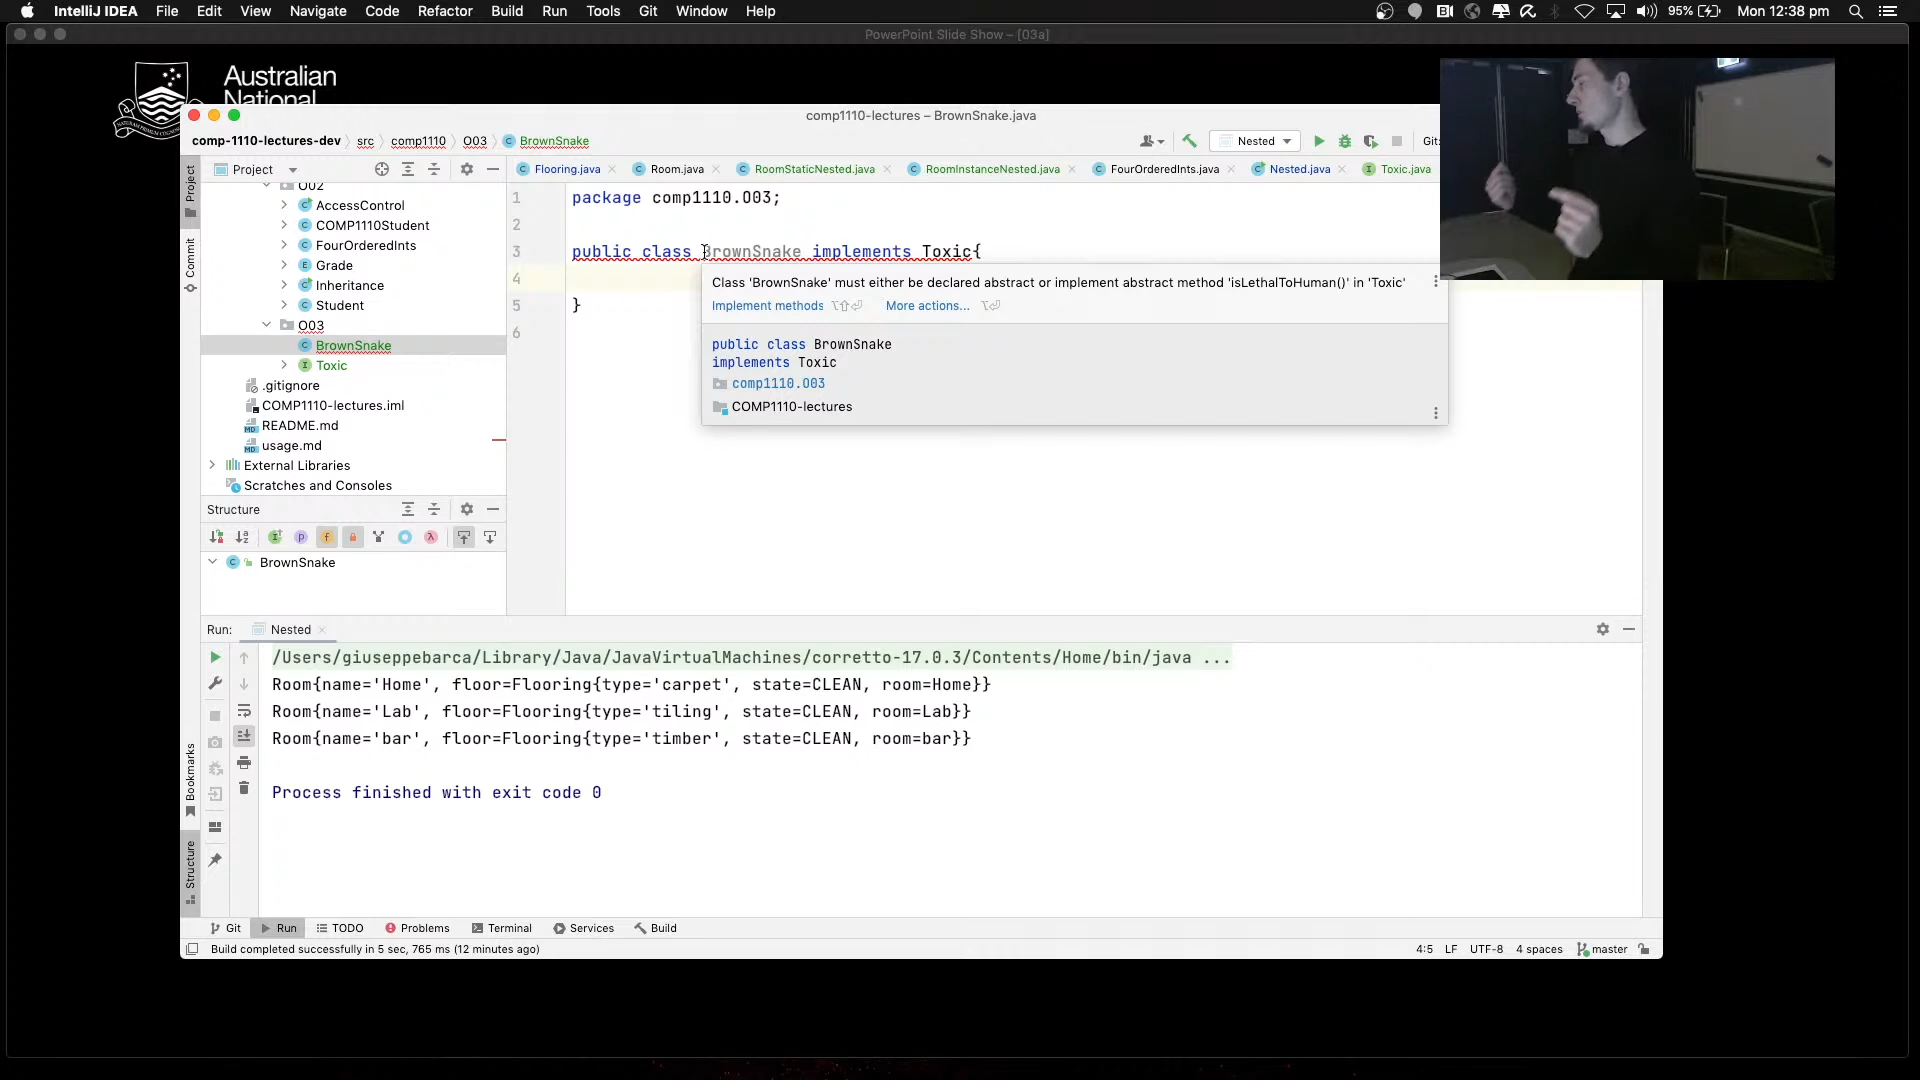 IntelliJ IDEA File Edit View Navigate Code Refactor Build Run Tools Git Window Help 95% Mon 12:38 pm
PowerPoint Slide Show – [03a]
Australian
National
comp1110-lectures – BrownSnake.java
comp-1110-lectures-dev src comp1110 O03 BrownSnake Nested Git:
Project Flooring.java Room.java RoomStaticNested.java RoomInstanceNested.java FourOrderedInts.java Nested.java Toxic.java
Project
Commit
Bookmarks
Structure
O02
AccessControl
COMP1110Student
FourOrderedInts
Grade
Inheritance
Student
O03
BrownSnake
Toxic
.gitignore
COMP1110-lectures.iml
README.md
usage.md
External Libraries
Scratches and Consoles
1 package comp1110.O03;
2
3 public class BrownSnake implements Toxic{
4
5 }
6
Class 'BrownSnake' must either be declared abstract or implement abstract method 'isLethalToHuman()' in 'Toxic'
Implement methods ⌥⇧⏎ More actions... ⌥⏎
public class BrownSnake
implements Toxic
comp1110.O03
COMP1110-lectures
Structure
BrownSnake
Run: Nested
/Users/giuseppebarca/Library/Java/JavaVirtualMachines/corretto-17.0.3/Contents/Home/bin/java ...
Room{name='Home', floor=Flooring{type='carpet', state=CLEAN, room=Home}}
Room{name='Lab', floor=Flooring{type='tiling', state=CLEAN, room=Lab}}
Room{name='bar', floor=Flooring{type='timber', state=CLEAN, room=bar}}
Process finished with exit code 0
Git Run TODO Problems Terminal Services Build
Build completed successfully in 5 sec, 765 ms (12 minutes ago) 4:5 LF UTF-8 4 spaces master